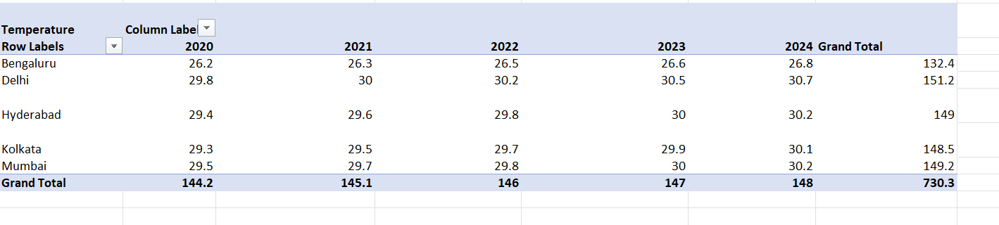 Temperature Column Label
Row Labels 2020 2021 2022 2023 2024 Grand Total
Bengaluru 26.2 26.3 26.5 26.6 26.8 132.4
Delhi 29.8 30 30.2 30.5 30.7 151.2
Hyderabad 29.4 29.6 29.8 30 30.2 149
Kolkata 29.3 29.5 29.7 29.9 30.1 148.5
Mumbai 29.5 29.7 29.8 30 30.2 149.2
Grand Total 144.2 145.1 146 147 148 730.3